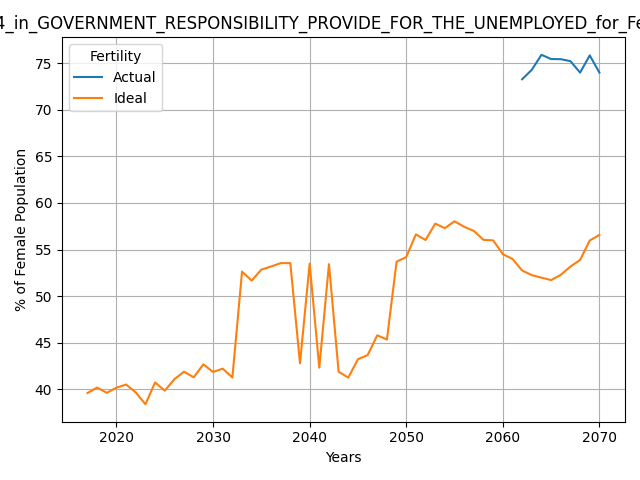 4_in_GOVERNMENT_RESPONSIBILITY_PROVIDE_FOR_THE_UNEMPLOYED_for_Fe
Fertility
Actual
Ideal
% of Female Population
75
70
65
60
55
50
45
40
2020 2030 2040 2050 2060 2070
Years